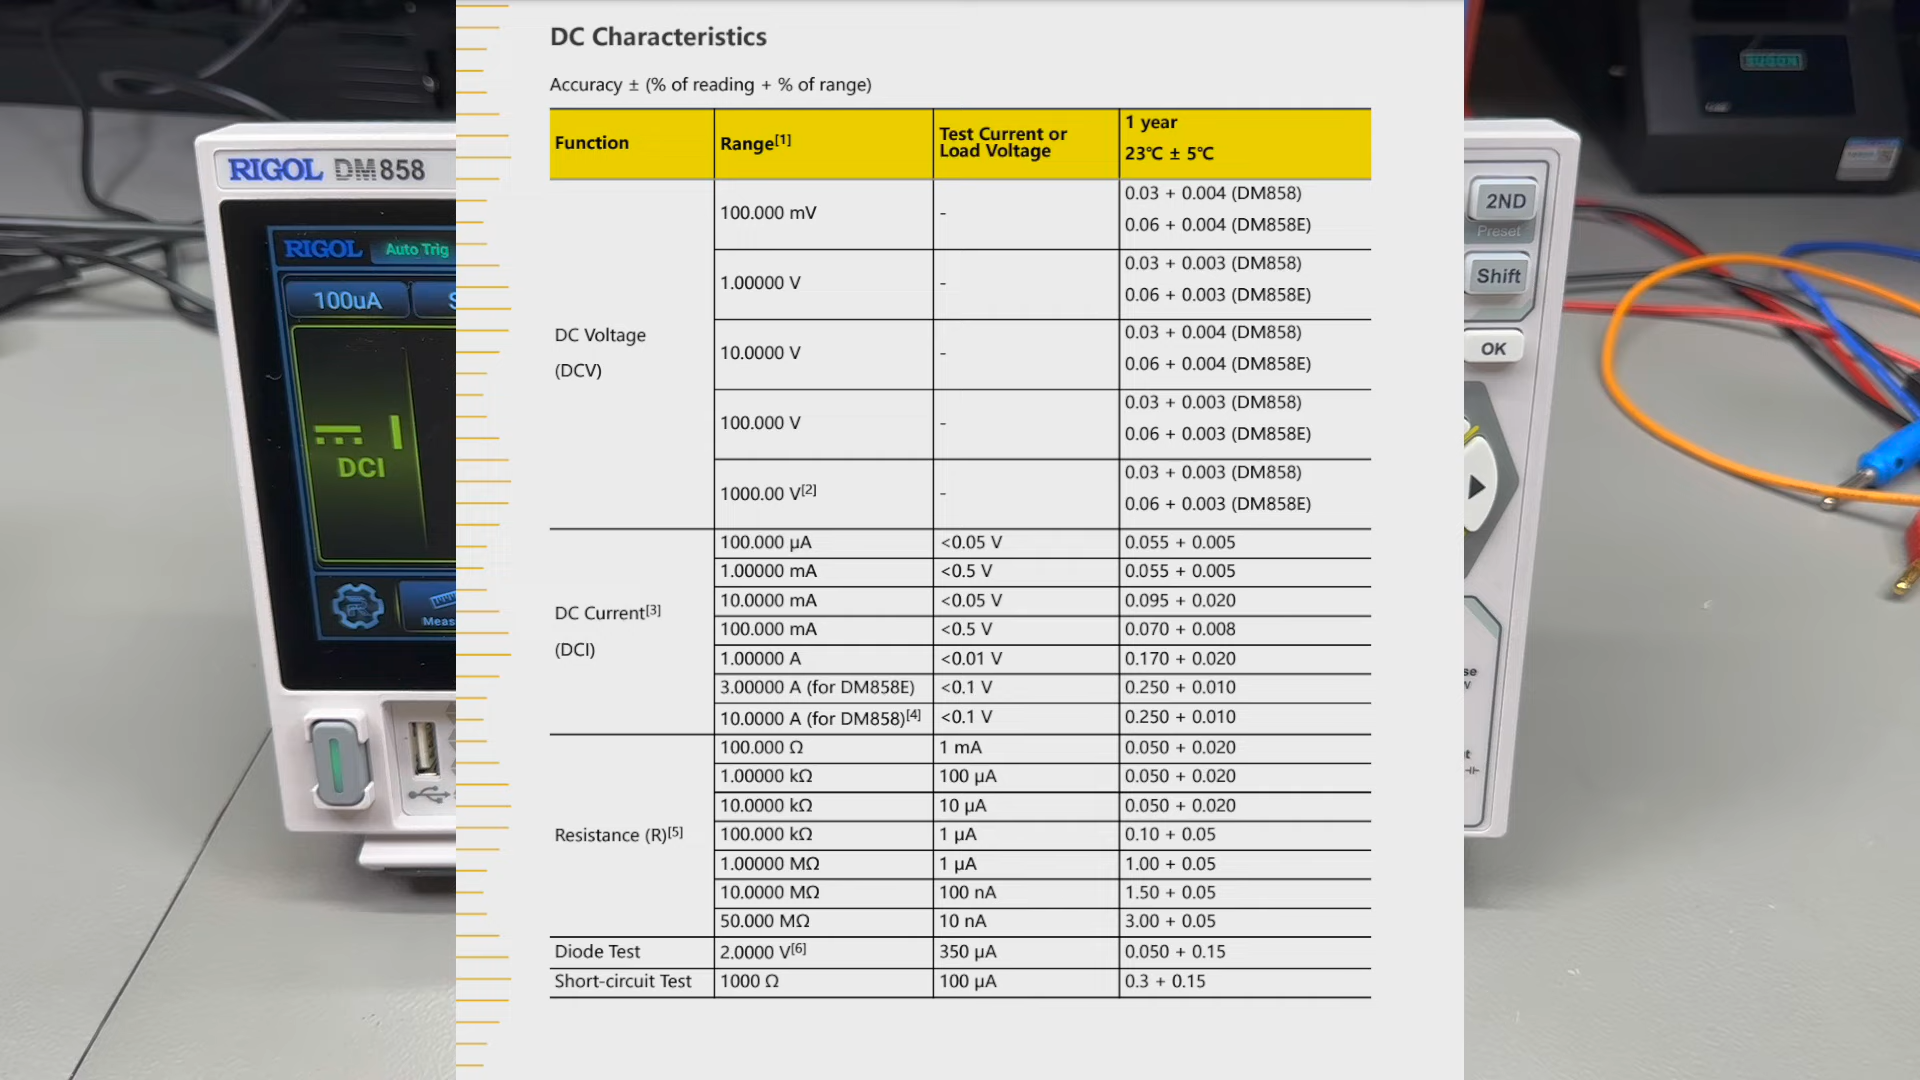 DC Characteristics
Accuracy ± (% of reading + % of range)
Function Range[1] Test Current or Load Voltage 1 year 23℃ ± 5℃
DC Voltage (DCV)
100.000 mV - 0.03 + 0.004 (DM858)
0.06 + 0.004 (DM858E)
1.00000 V - 0.03 + 0.003 (DM858)
0.06 + 0.003 (DM858E)
10.0000 V - 0.03 + 0.004 (DM858)
0.06 + 0.004 (DM858E)
100.000 V - 0.03 + 0.003 (DM858)
0.06 + 0.003 (DM858E)
1000.00 V[2] - 0.03 + 0.003 (DM858)
0.06 + 0.003 (DM858E)
DC Current[3] (DCI)
100.000 µA <0.05 V 0.055 + 0.005
1.00000 mA <0.5 V 0.055 + 0.005
10.0000 mA <0.05 V 0.095 + 0.020
100.000 mA <0.5 V 0.070 + 0.008
1.00000 A <0.01 V 0.170 + 0.020
3.00000 A (for DM858E) <0.1 V 0.250 + 0.010
10.0000 A (for DM858)[4] <0.1 V 0.250 + 0.010
Resistance (R)[5]
100.000 Ω 1 mA 0.050 + 0.020
1.00000 kΩ 100 µA 0.050 + 0.020
10.0000 kΩ 10 µA 0.050 + 0.020
100.000 kΩ 1 µA 0.10 + 0.05
1.00000 MΩ 1 µA 1.00 + 0.05
10.0000 MΩ 100 nA 1.50 + 0.05
50.000 MΩ 10 nA 3.00 + 0.05
Diode Test 2.0000 V[6] 350 µA 0.050 + 0.15
Short-circuit Test 1000 Ω 100 µA 0.3 + 0.15
RIGOL DM858
RIGOL Auto Trig
100uA
DCI
Meas
2ND
Preset
Shift
OK
SUGON